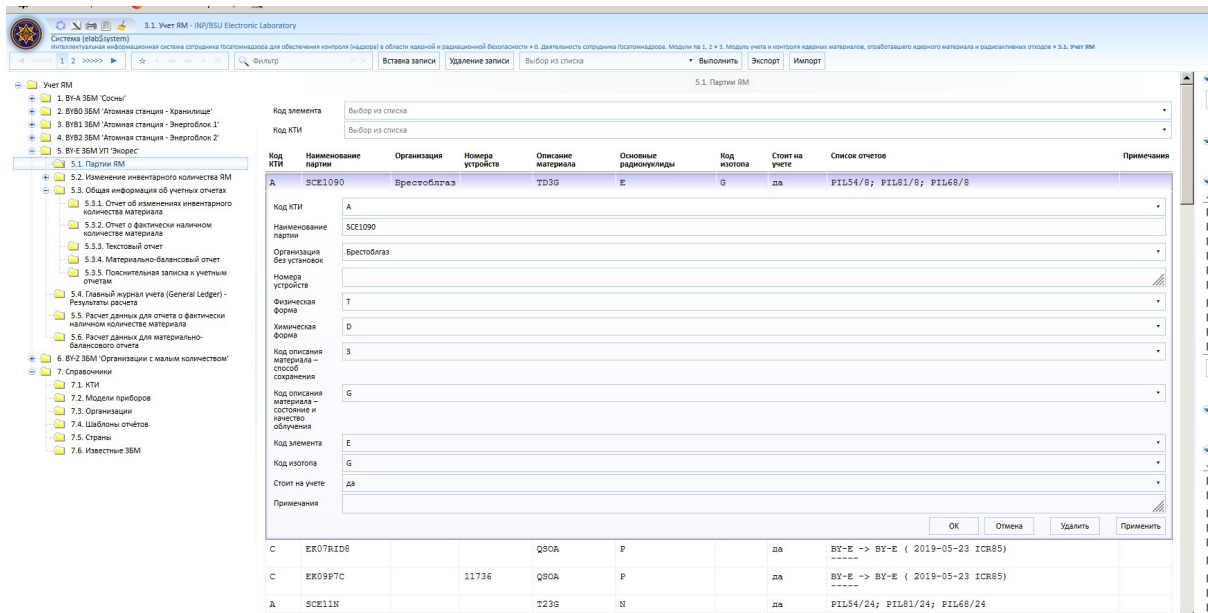 3.1. Учет ЯМ - INP/BSU Electronic Laboratory
Система (elab$system)
Интеллектуальная информационная система сотрудника Госатомнадзора для обеспечения контроля (надзора) в области ядерной и радиационной безопасности » 0. Деятельность сотрудника Госатомнадзора. Модули № 1, 2 » 3. Модуль учета и контроля ядерных материалов, отработавшего ядерного материала и радиоактивных отходов » 3.1. Учет ЯМ
1 2 >>>>> Фильтр Вставка записи Удаление записи Выбор из списка Выполнить Экспорт Импорт
Учет ЯМ
1. BY-A ЗБМ 'Сосны'
2. BYB0 ЗБМ 'Атомная станция - Хранилище'
3. BYB1 ЗБМ 'Атомная станция - Энергоблок 1'
4. BYB2 ЗБМ 'Атомная станция - Энергоблок 2'
5. BY-E ЗБМ УП 'Экорес'
5.1. Партии ЯМ
5.2. Изменение инвентарного количества ЯМ
5.3. Общая информация об учетных отчетах
5.3.1. Отчет об изменениях инвентарного
количества материала
5.3.2. Отчет о фактически наличном
количестве материала
5.3.3. Текстовый отчет
5.3.4. Материально-балансовый отчет
5.3.5. Пояснительная записка к учетным
отчетам
5.4. Главный журнал учета (General Ledger) -
Результаты расчета
5.5. Расчет данных для отчета о фактически
наличном количестве материала
5.6. Расчет данных для материально-
балансового отчета
6. BY-Z ЗБМ 'Организации с малым количеством'
7. Справочники
7.1. КТИ
7.2. Модели приборов
7.3. Организации
7.4. Шаблоны отчётов
7.5. Страны
7.6. Известные ЗБМ
5.1. Партии ЯМ
Код элемента Выбор из списка
Код КТИ Выбор из списка
Код КТИ Наименование партии Организация Номера устройств Описание материала Основные радионуклиды Код изотопа Стоит на учете Список отчетов Примечания
A SCE1090 Брестоблгаз TD3G E G да PIL54/8; PIL81/8; PIL68/8
Код КТИ A
Наименование партии SCE1090
Организация без установок Брестоблгаз
Номера устройств
Физическая форма T
Химическая форма D
Код описания материала – способ сохранения 3
Код описания материала – состояние и качество облучения G
Код элемента E
Код изотопа G
Стоит на учете да
Примечания
ОК Отмена Удалить Применить
C EK07RID8 QSOA P да BY-E -> BY-E ( 2019-05-23 ICR85)
-----
C EK09P7C 11736 QSOA P да BY-E -> BY-E ( 2019-05-23 ICR85)
-----
A SCE11N T23G N да PIL54/24; PIL81/24; PIL68/24